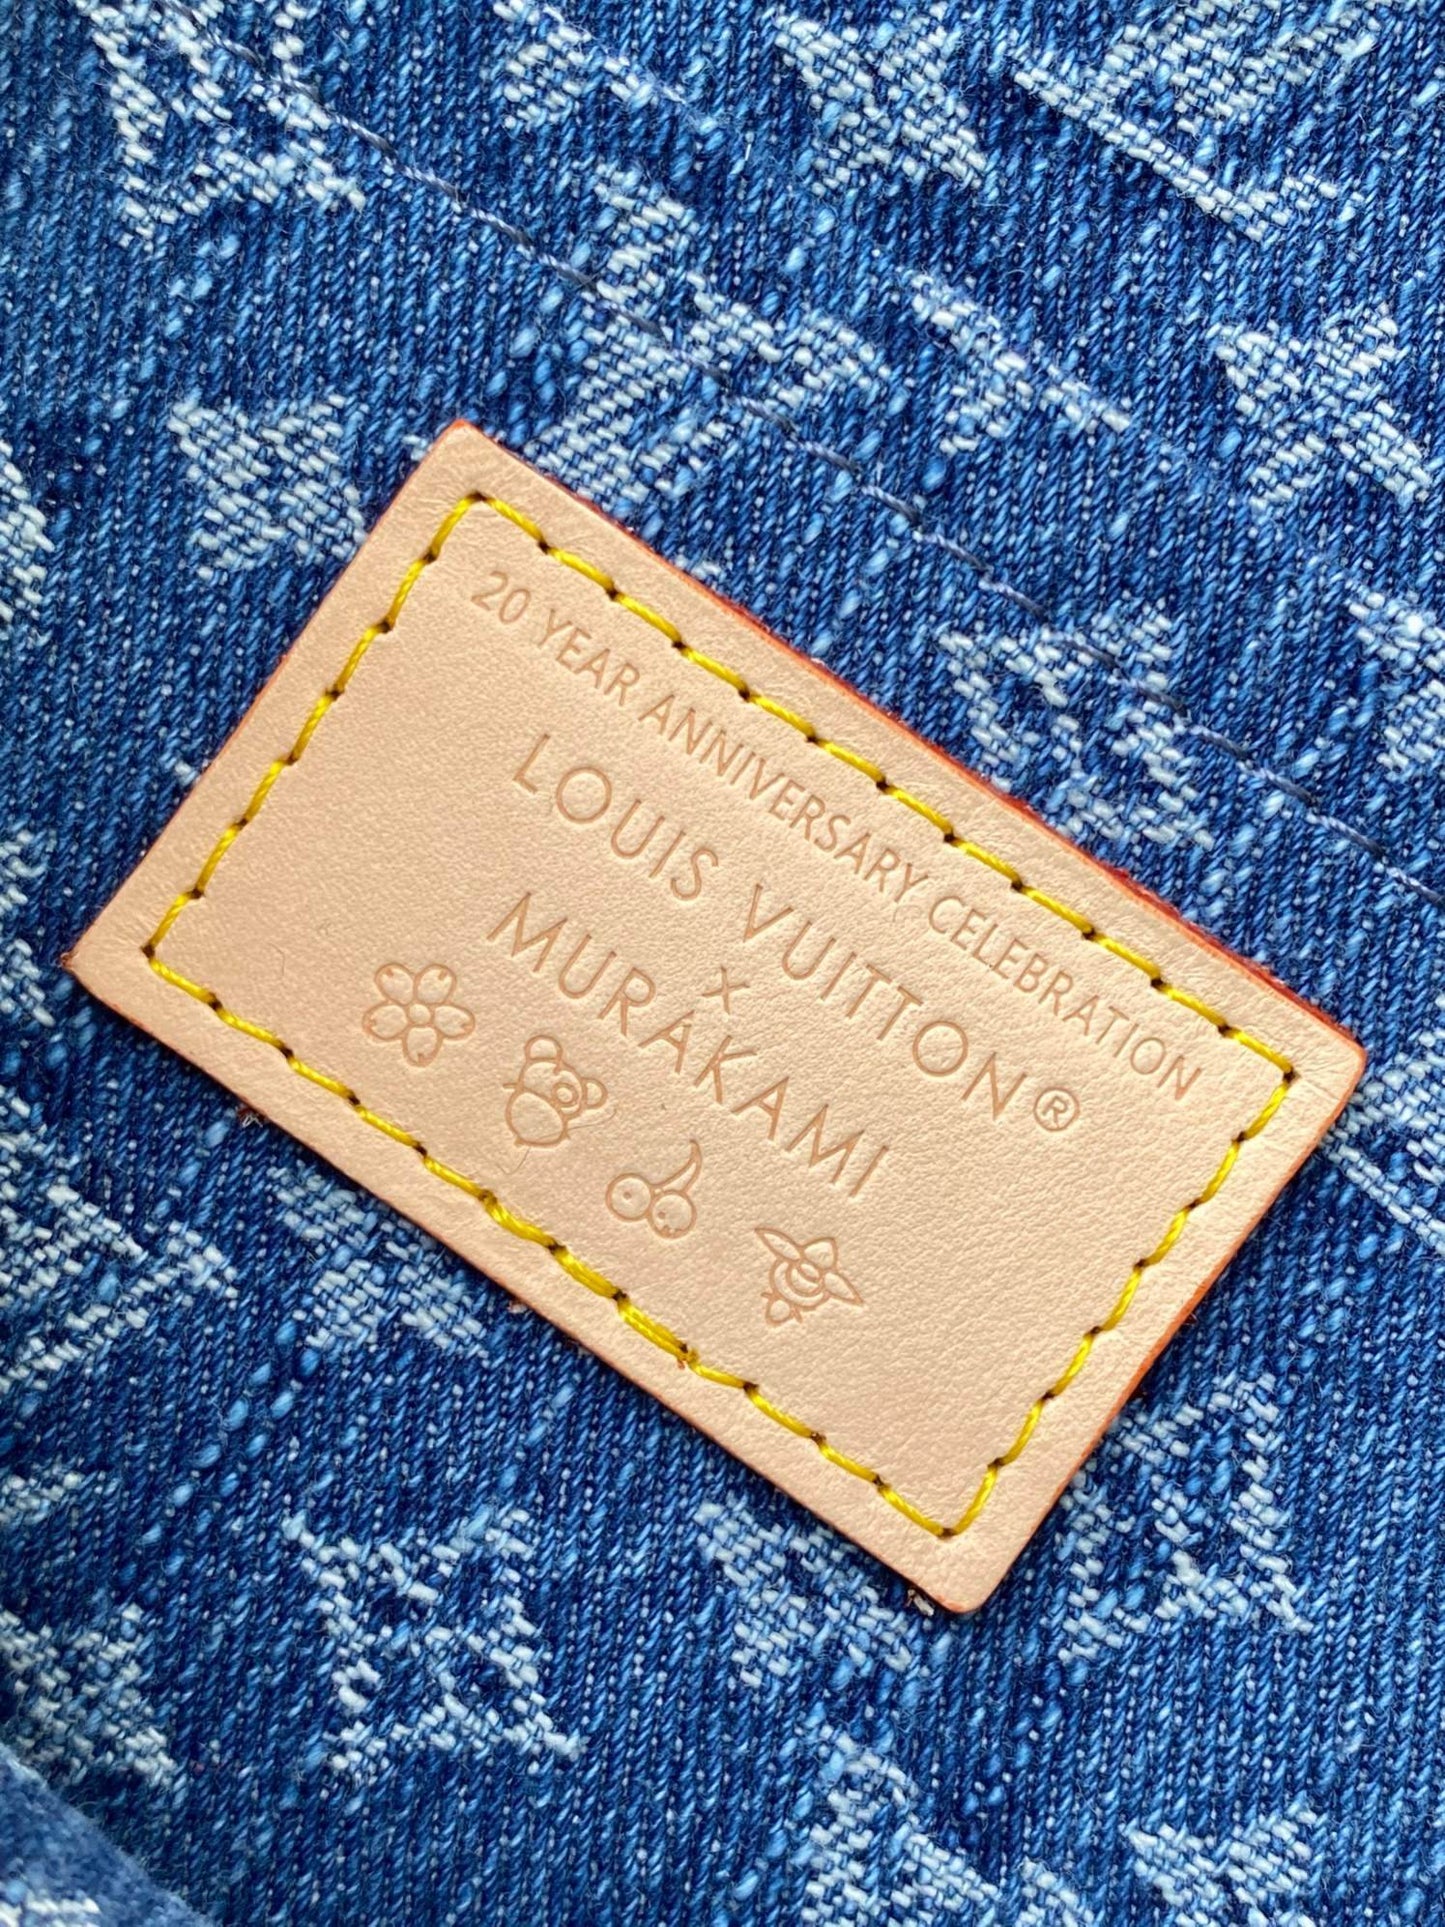 20 YEAR ANNIVERSARY CELEBRATION
LOUIS VUITTON®
x
MURAKAMI